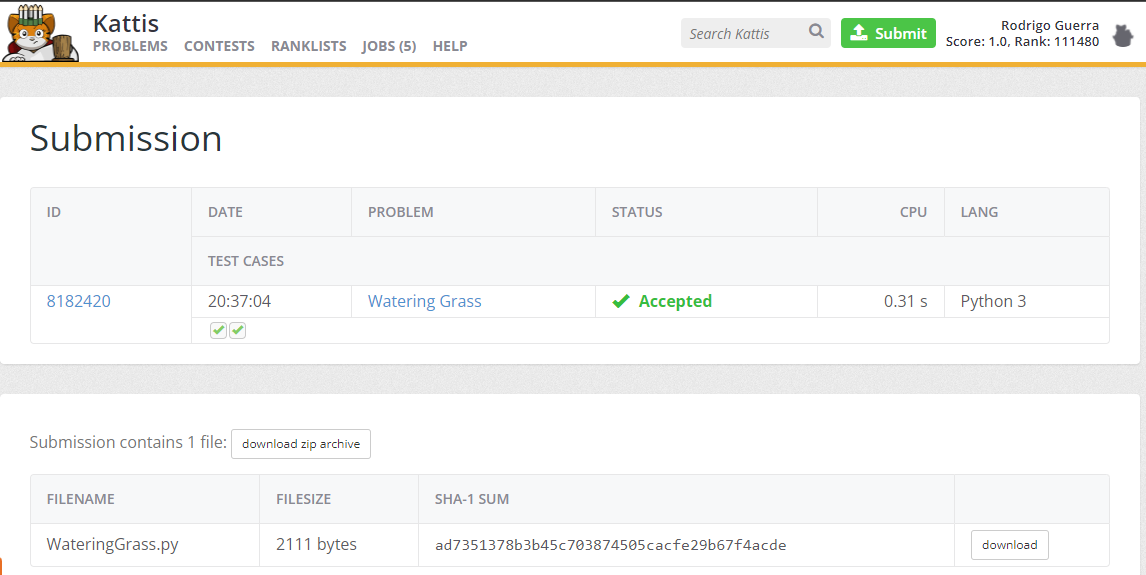 Kattis
PROBLEMS CONTESTS RANKLISTS JOBS (5) HELP
Search Kattis
Submit
Rodrigo Guerra
Score: 1.0, Rank: 111480
Submission
ID DATE PROBLEM STATUS CPU LANG
TEST CASES
8182420 20:37:04 Watering Grass Accepted 0.31 s Python 3
Submission contains 1 file: download zip archive
FILENAME FILESIZE SHA-1 SUM
WateringGrass.py 2111 bytes ad7351378b3b45c703874505cacfe29b67f4acde download